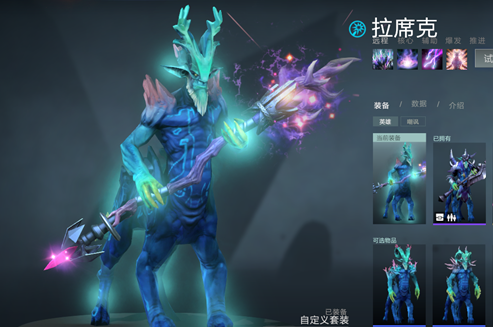 拉席克
远程 核心 辅助 爆发 推进
试
装备 / 数据 / 介绍
英雄 嘲讽
当前装备 已拥有
可选物品
已装备
自定义套装